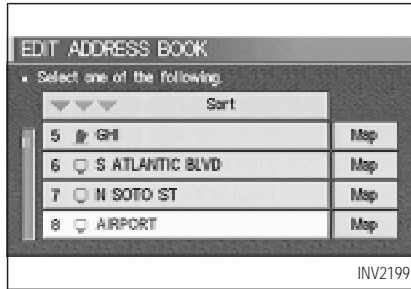 EDIT ADDRESS BOOK
• Select one of the following.
Sort
5 GHI Map
6 S ATLANTIC BLVD Map
7 N SOTO ST Map
8 AIRPORT Map
INV2199